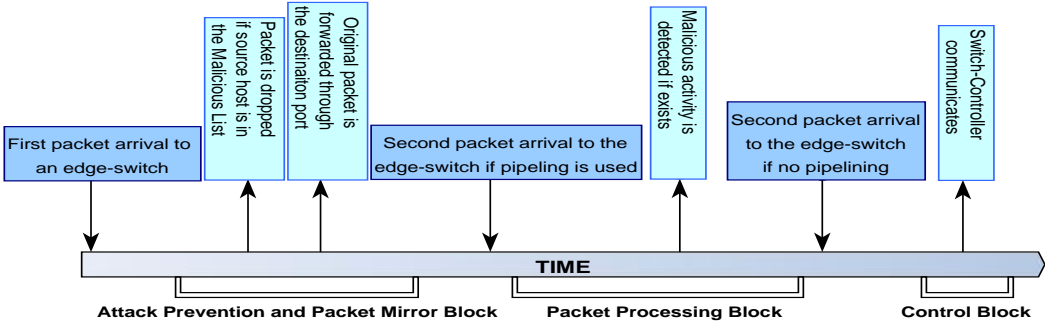 First packet arrival to
an edge-switch
Packet is dropped
if source host is in
the Malicious List
Original packet is
forwarded through
the destinaiton port
Second packet arrival to the
edge-switch if pipeling is used
Malicious activity is
detected if exists
Second packet arrival
to the edge-switch
if no pipelining
Switch-Controller
communicates
TIME
Attack Prevention and Packet Mirror Block
Packet Processing Block
Control Block